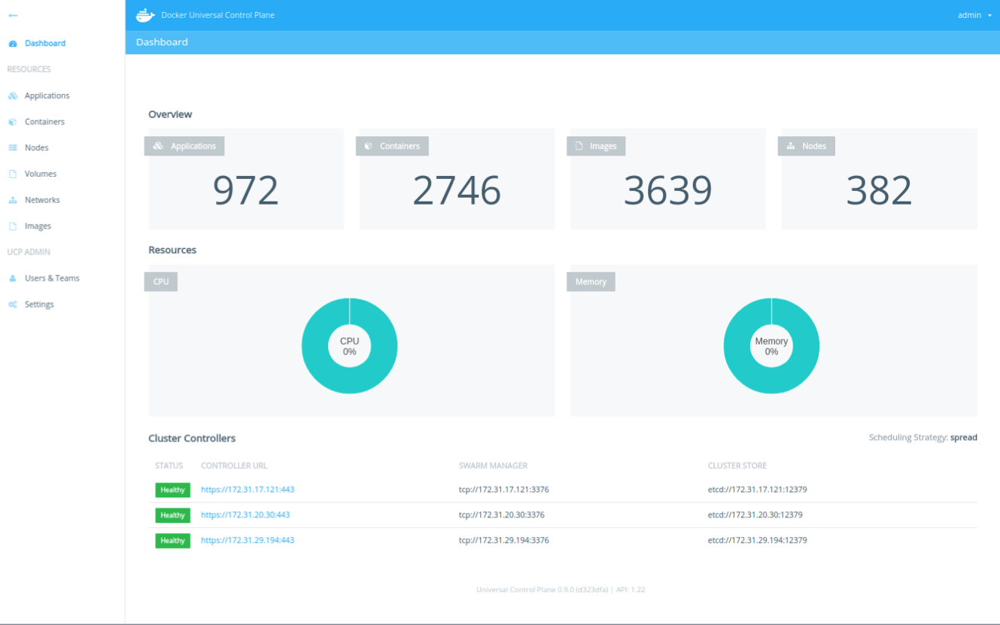 ←
Docker Universal Control Plane
admin
Dashboard
Dashboard
RESOURCES
Applications
Containers
Nodes
Volumes
Networks
Images
UCP ADMIN
Users & Teams
Settings
Overview
Applications
972
Containers
2746
Images
3639
Nodes
382
Resources
CPU
CPU
0%
Memory
Memory
0%
Cluster Controllers
Scheduling Strategy: spread
STATUS CONTROLLER URL SWARM MANAGER CLUSTER STORE
Healthy https://172.31.17.121:443 tcp://172.31.17.121:3376 etcd://172.31.17.121:12379
Healthy https://172.31.20.30:443 tcp://172.31.20.30:3376 etcd://172.31.20.30:12379
Healthy https://172.31.29.194:443 tcp://172.31.29.194:3376 etcd://172.31.29.194:12379
Universal Control Plane 0.9.0 (d323dfa) | API: 1.22